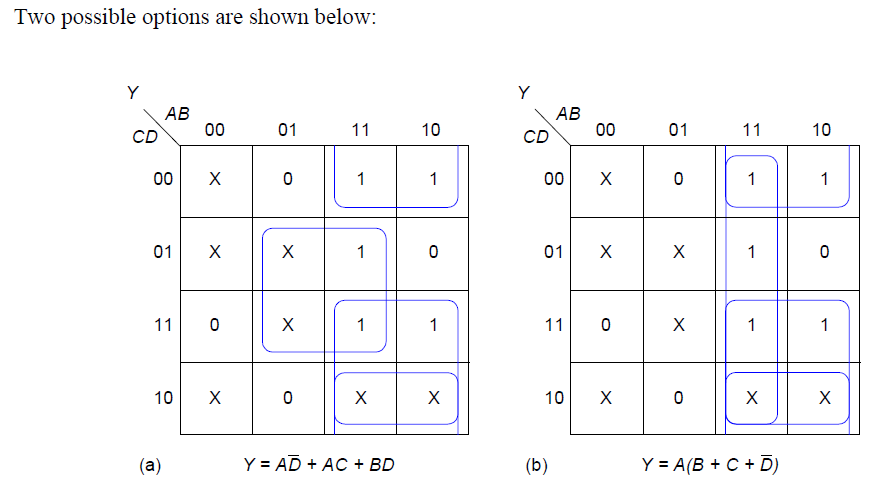 Two possible options are shown below:
Y
AB
CD
00 01 11 10
00 X 0 1 1
01 X X 1 0
11 0 X 1 1
10 X 0 X X
(a) Y = AD̅ + AC + BD
Y
AB
CD
00 01 11 10
00 X 0 1 1
01 X X 1 0
11 0 X 1 1
10 X 0 X X
(b) Y = A(B + C + D̅)